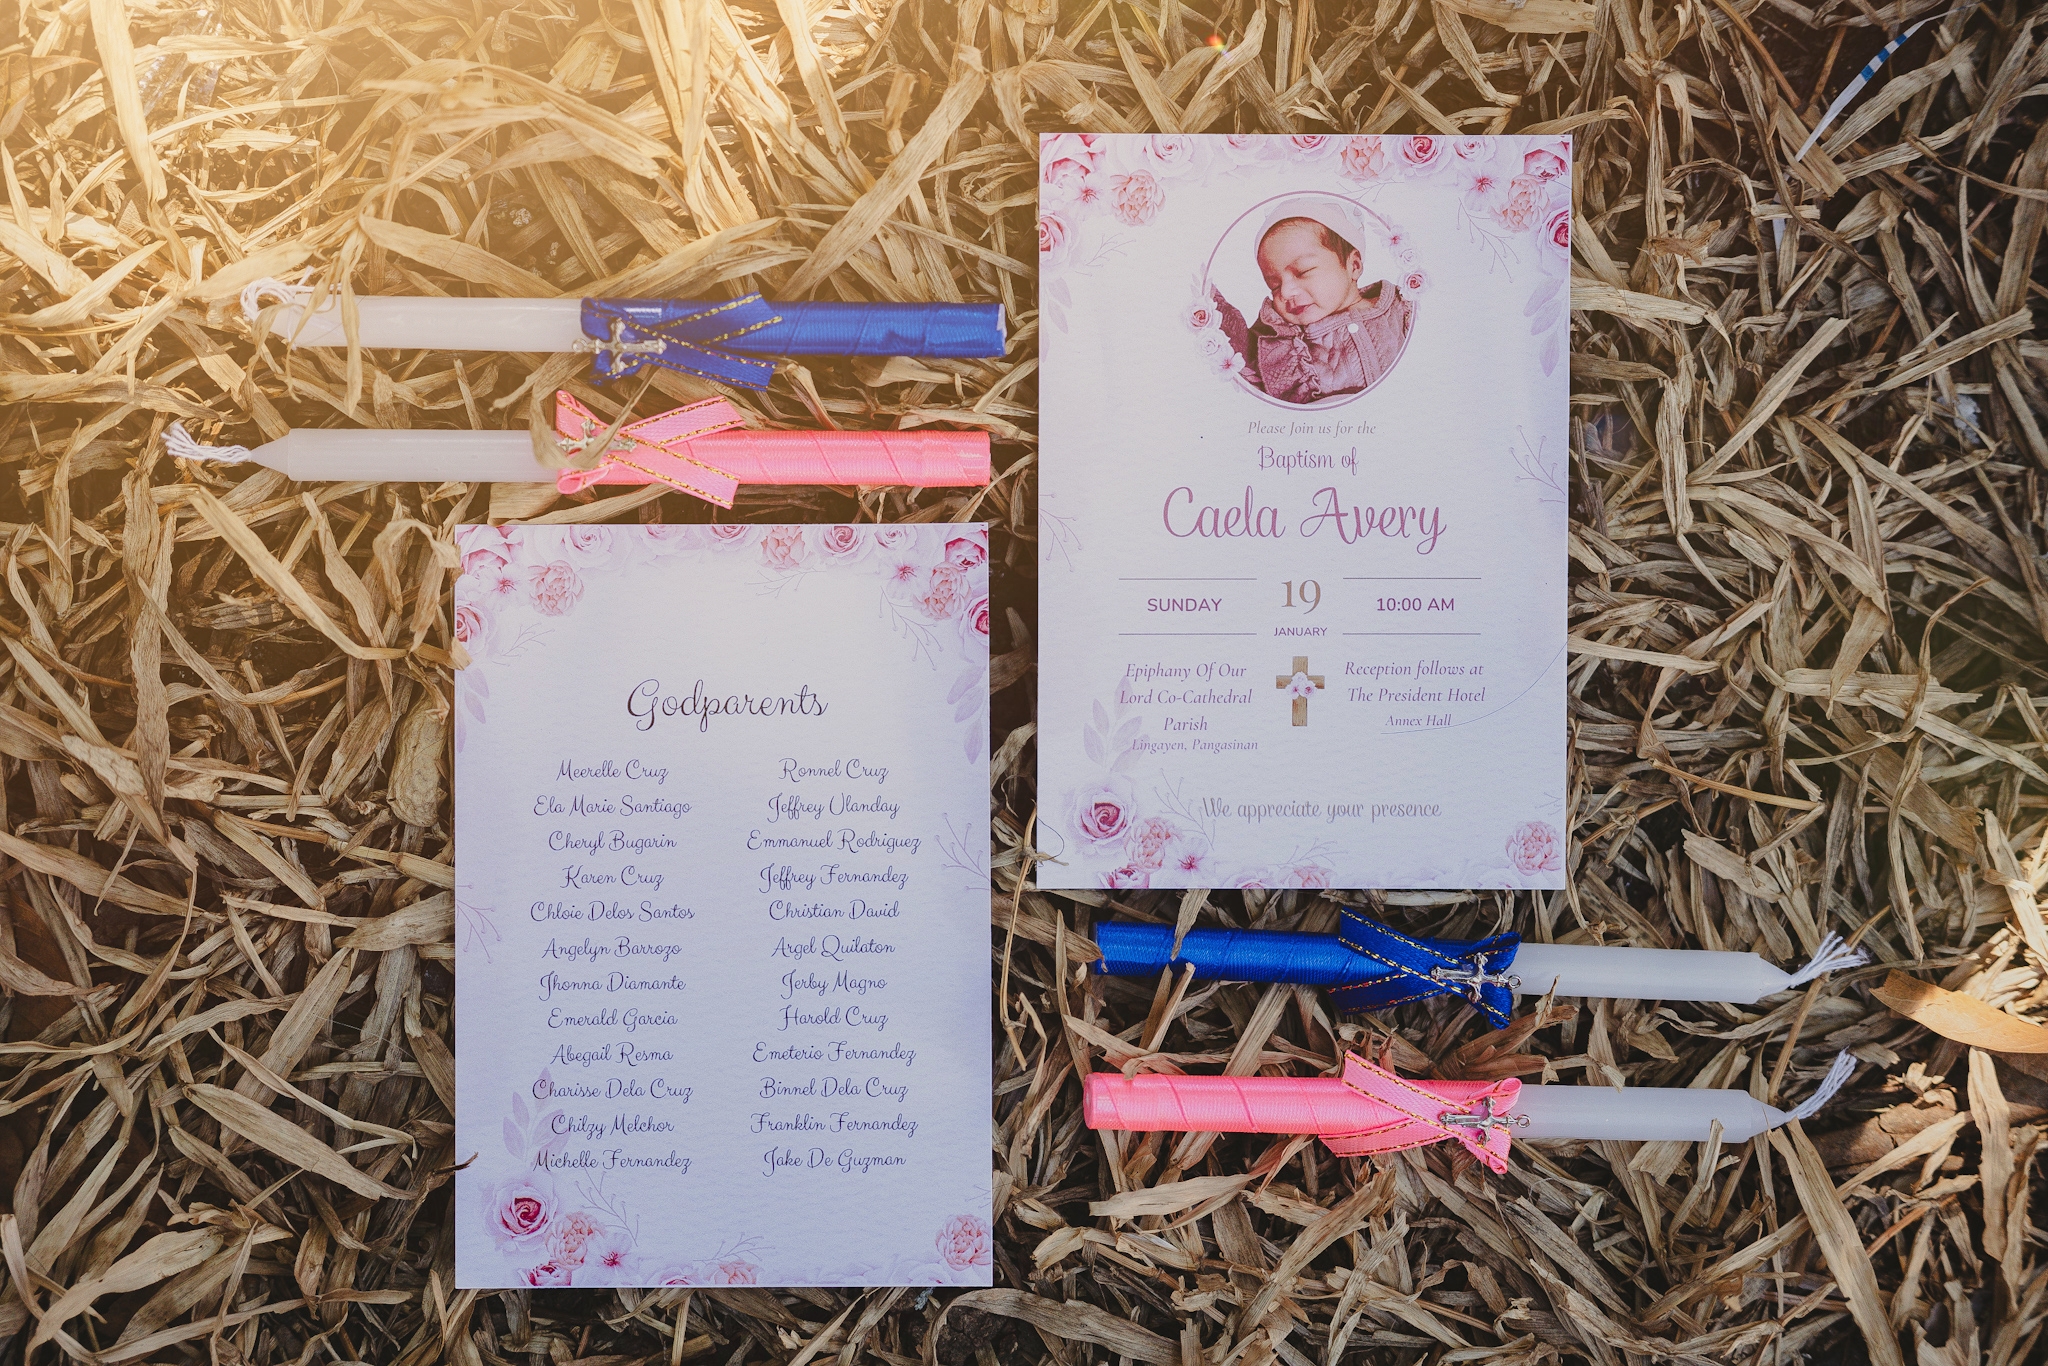 Please Join us for the
Baptism of
Caela Avery
SUNDAY
19
JANUARY
10:00 AM
Epiphany Of Our
Lord Co-Cathedral
Parish
Lingayen, Pangasinan
Reception follows at
The President Hotel
Annex Hall
We appreciate your presence
Godparents
Meerelle Cruz
Ela Marie Santiago
Cheryl Bugarin
Karen Cruz
Chloie Delos Santos
Angelyn Barrozo
Jhonna Diamante
Emerald Garcia
Abegail Resma
Charisse Dela Cruz
Chilzy Melchor
Michelle Fernandez
Ronnel Cruz
Jeffrey Ulanday
Emmanuel Rodriguez
Jeffrey Fernandez
Christian David
Argel Quilaton
Jerby Magno
Harold Cruz
Emeterio Fernandez
Binnel Dela Cruz
Franklin Fernandez
Jake De Guzman